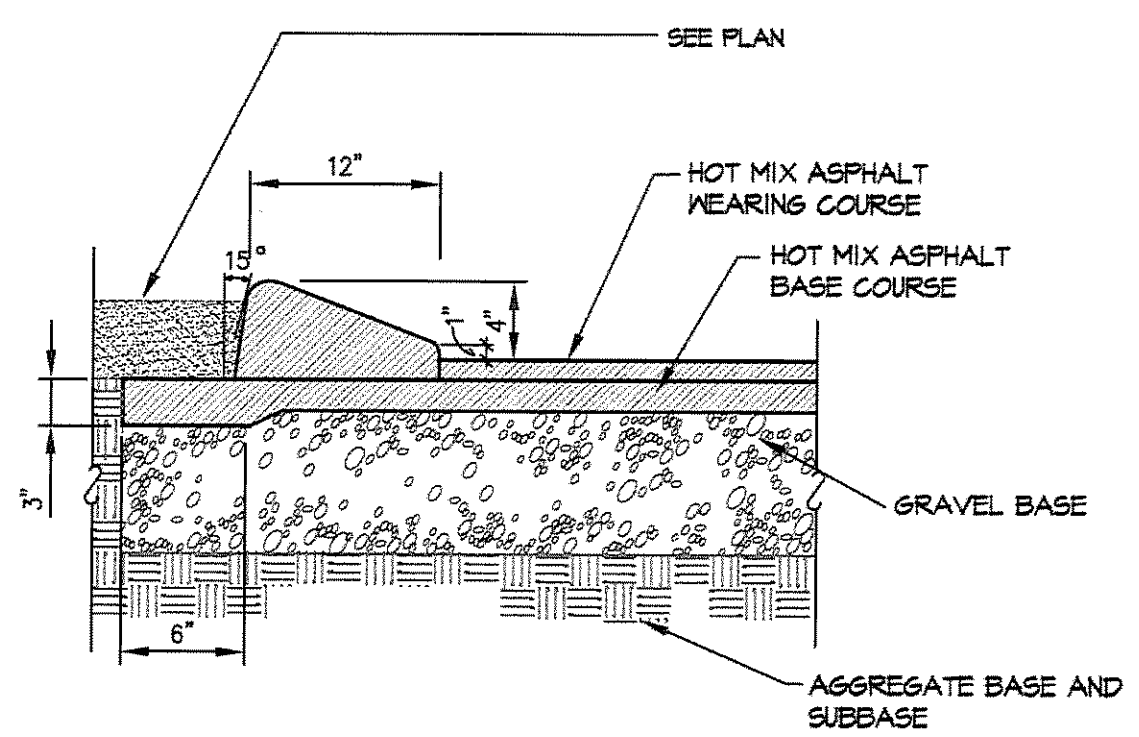 SEE PLAN
12"
HOT MIX ASPHALT
WEARING COURSE
HOT MIX ASPHALT
BASE COURSE
15°
1"
4"
3"
GRAVEL BASE
6"
AGGREGATE BASE AND
SUBBASE